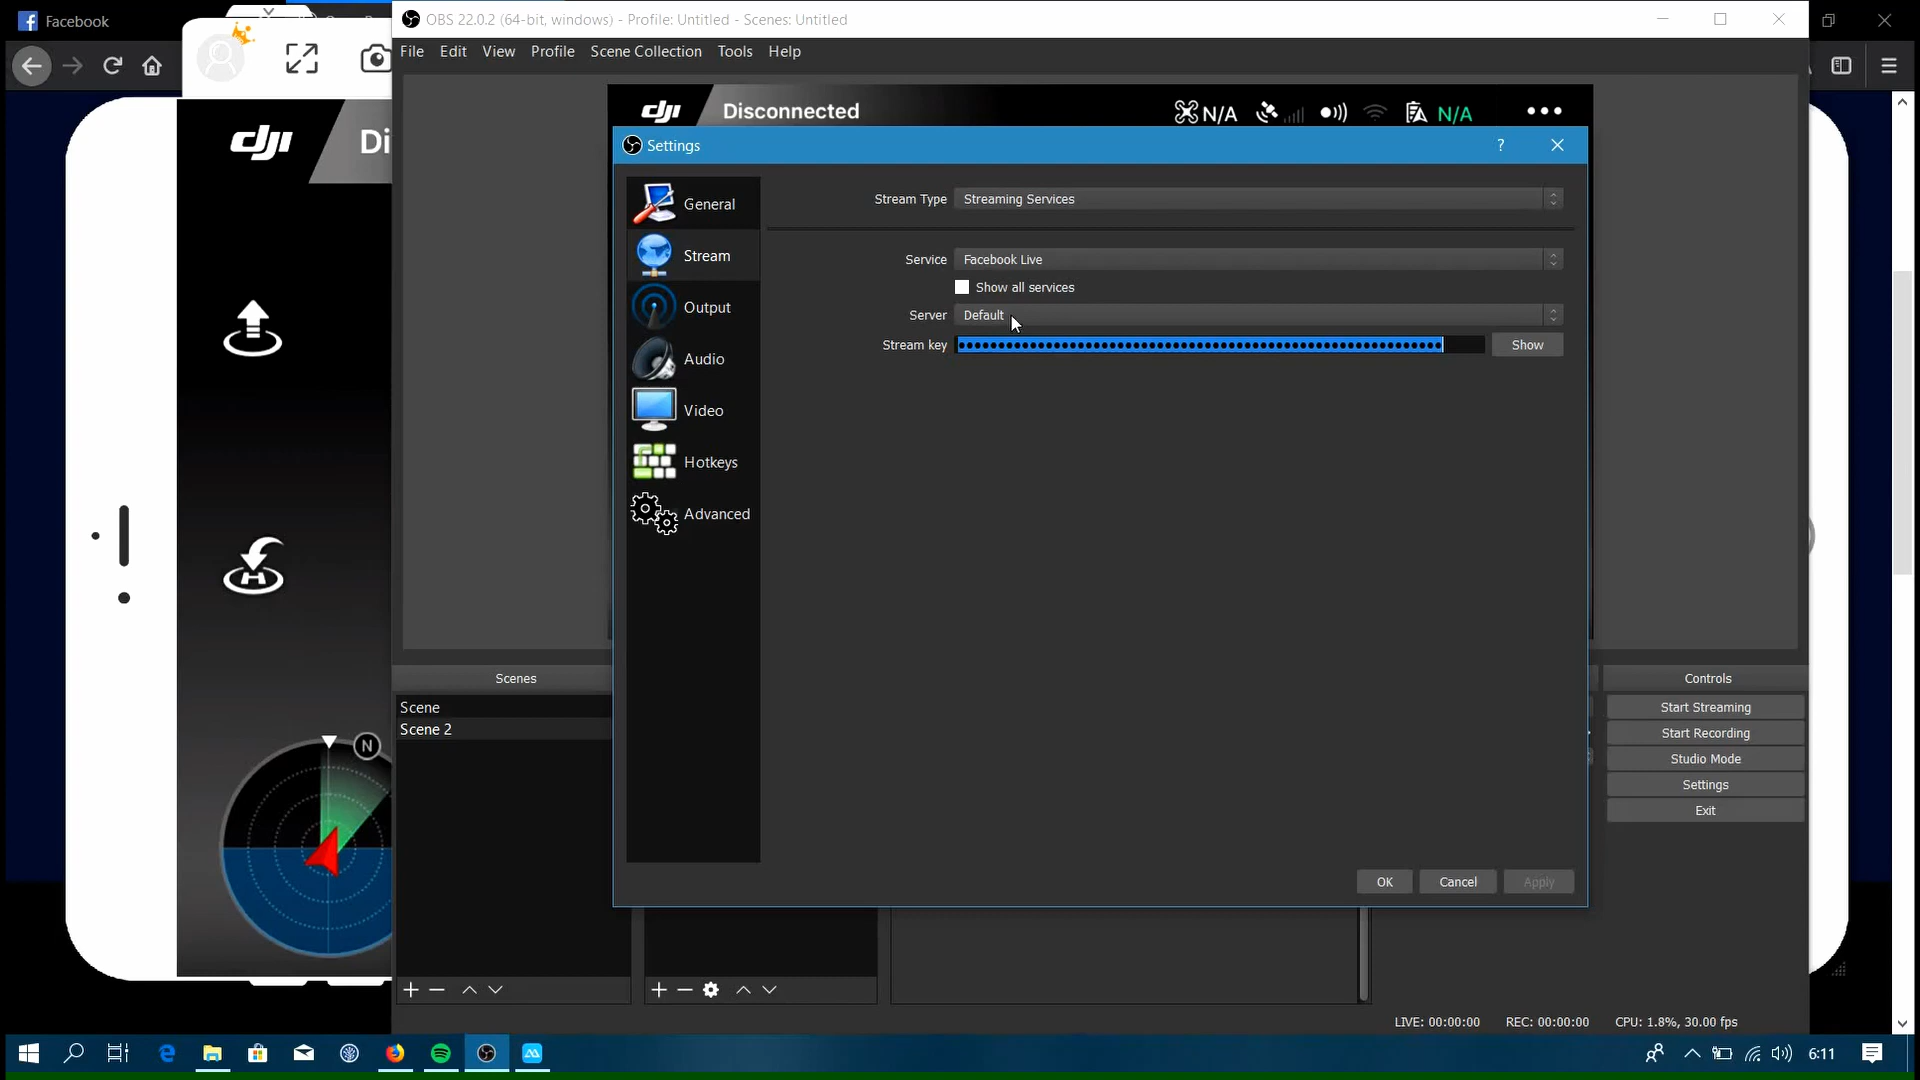 Facebook
OBS 22.0.2 (64-bit, windows) - Profile: Untitled - Scenes: Untitled
File Edit View Profile Scene Collection Tools Help
dji Disconnected N/A N/A
dji Di
Settings ?
General
Stream
Output
Audio
Video
Hotkeys
Advanced
Stream Type Streaming Services
Service Facebook Live
Show all services
Server Default
Stream key Show
OK Cancel Apply
N
H
Scenes
Scene
Scene 2
Controls
Start Streaming
Start Recording
Studio Mode
Settings
Exit
LIVE: 00:00:00 REC: 00:00:00 CPU: 1.8%, 30.00 fps
6:11